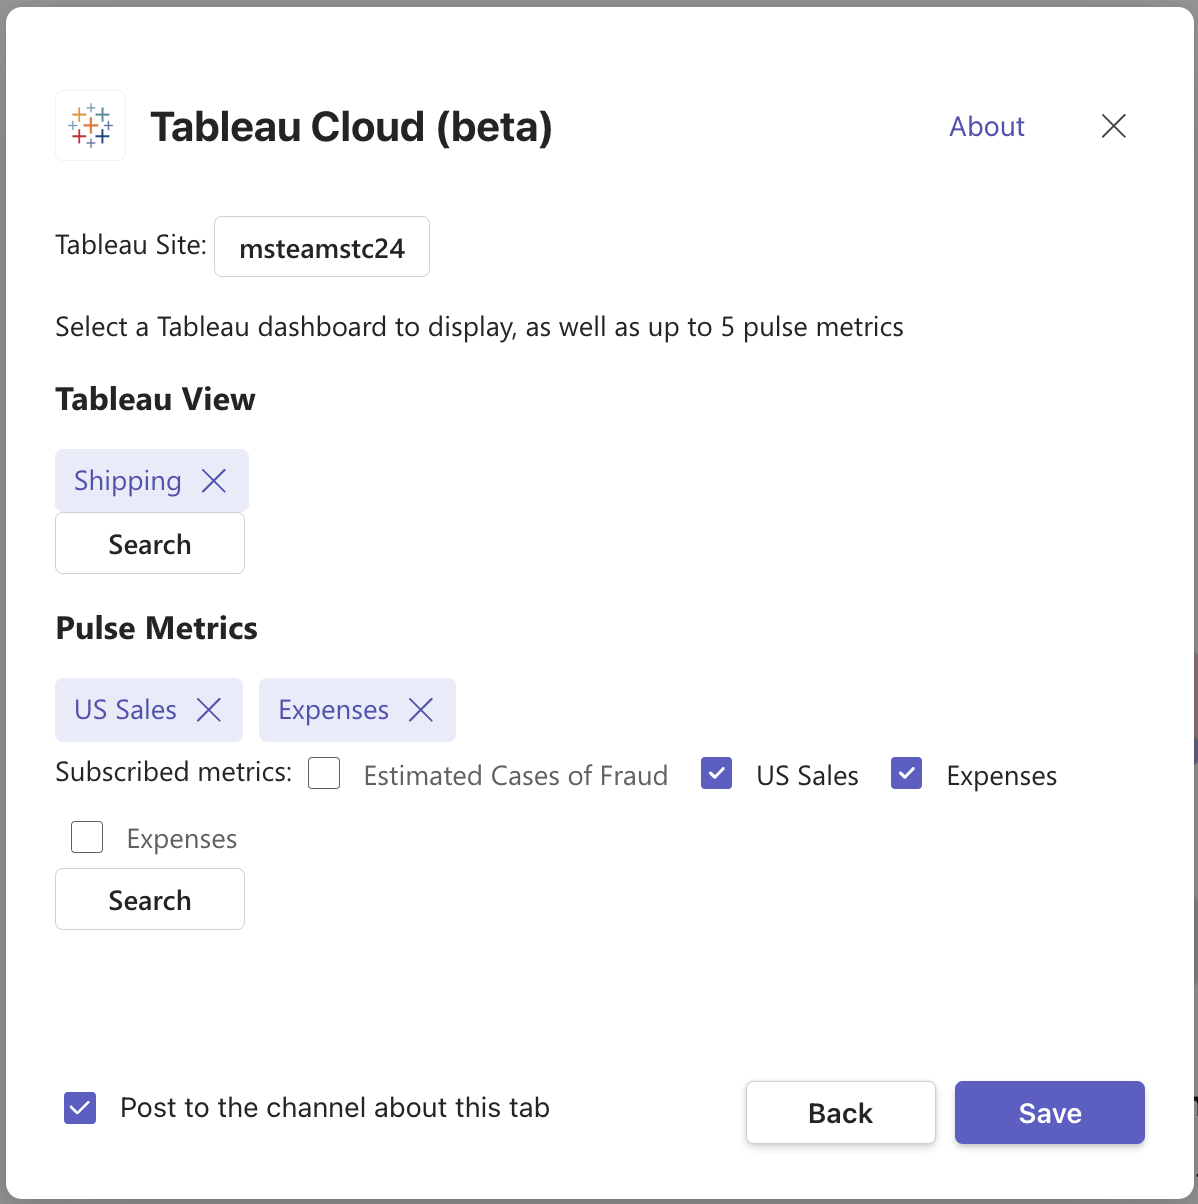 Tableau Cloud (beta) About
Tableau Site: msteamstc24
Select a Tableau dashboard to display, as well as up to 5 pulse metrics
Tableau View
Shipping
Search
Pulse Metrics
US Sales Expenses
Subscribed metrics: Estimated Cases of Fraud US Sales Expenses
Expenses
Search
Post to the channel about this tab Back Save